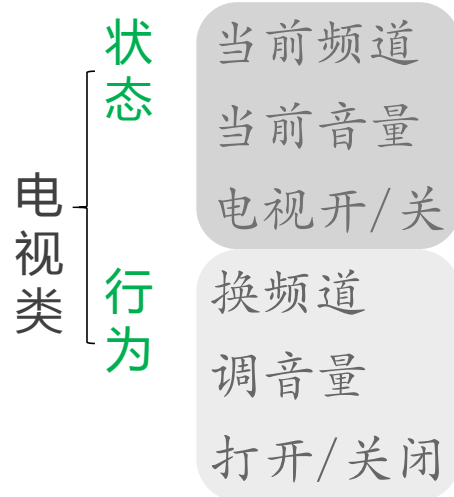 电视类
状态
当前频道
当前音量
电视开/关
行为
换频道
调音量
打开/关闭